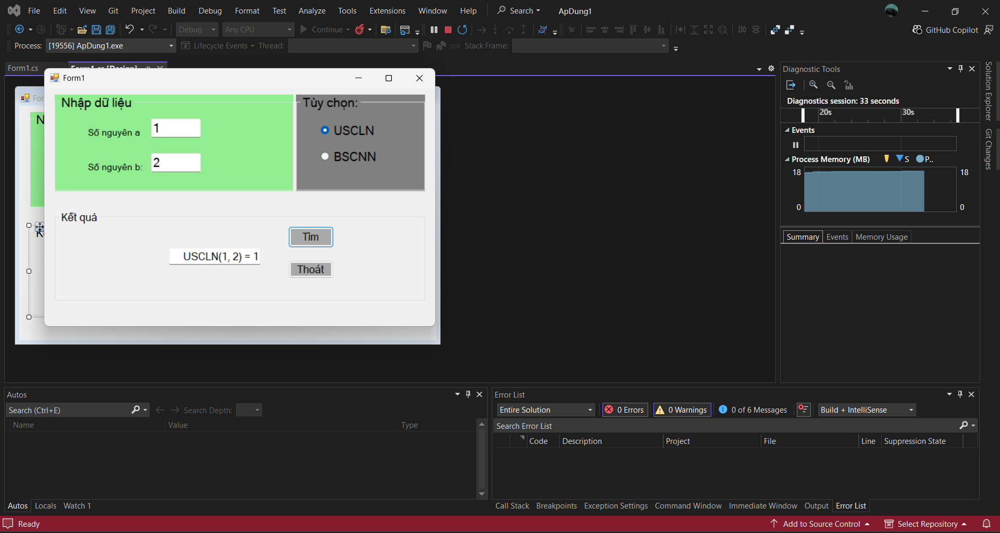 File Edit View Git Project Build Debug Format Test Analyze Tools Extensions Window Help Search ApDung1
Debug Any CPU Continue GitHub Copilot
Process: [19556] ApDung1.exe Lifecycle Events Thread: Stack Frame:
Form1.cs Form1.cs [Design]
Form1
Nhập dữ liệu
Số nguyên a 1
Số nguyên b: 2
Tùy chọn:
USCLN
BSCNN
Kết quả
Tìm
USCLN(1, 2) = 1
Thoát
Diagnostic Tools
Diagnostics session: 33 seconds
20s 30s
Events
Process Memory (MB) S P..
18 18
0 0
Summary Events Memory Usage
Solution Explorer
Git Changes
Autos
Search (Ctrl+E) Search Depth:
Name Value Type
Autos Locals Watch 1
Error List
Entire Solution 0 Errors 0 Warnings 0 of 6 Messages Build + IntelliSense
Search Error List
Code Description Project File Line Suppression State
Call Stack Breakpoints Exception Settings Command Window Immediate Window Output Error List
Ready Add to Source Control Select Repository